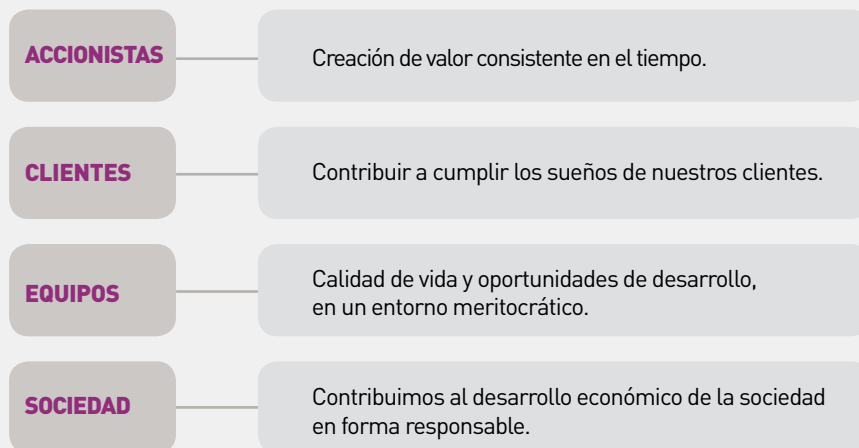 ACCIONISTAS
Creación de valor consistente en el tiempo.
CLIENTES
Contribuir a cumplir los sueños de nuestros clientes.
EQUIPOS
Calidad de vida y oportunidades de desarrollo,
en un entorno meritocrático.
SOCIEDAD
Contribuimos al desarrollo económico de la sociedad
en forma responsable.